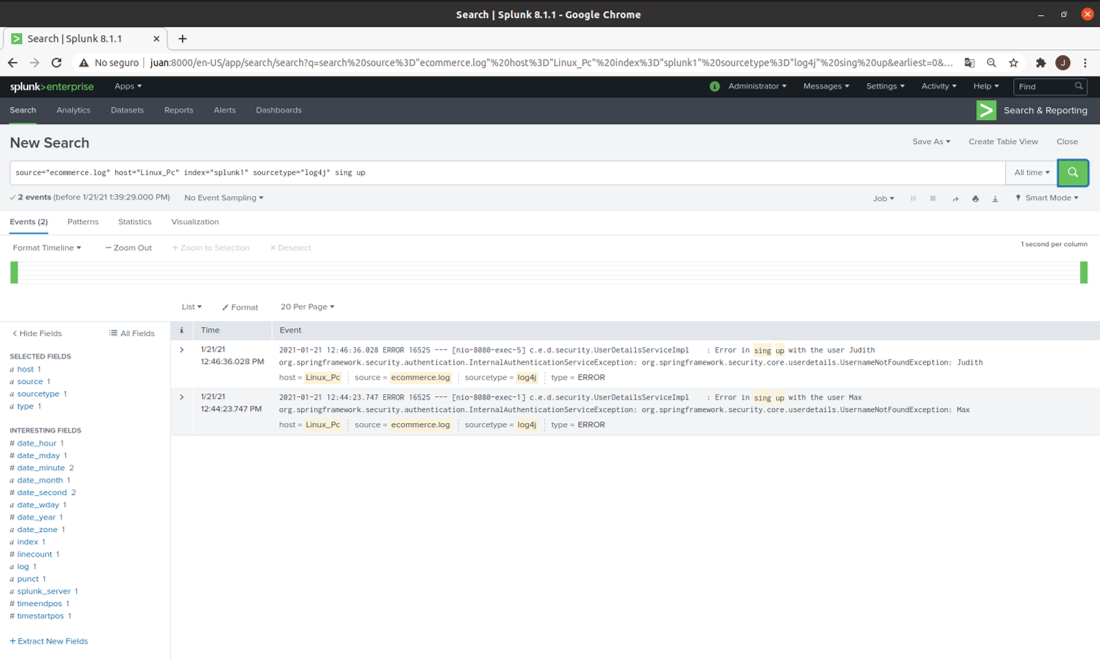 Search | Splunk 8.1.1 - Google Chrome
Search | Splunk 8.1.1
No seguro juan:8000/en-US/app/search/search?q=search%20source%3D"ecommerce.log"%20host%3D"Linux_Pc"%20index%3D"splunk1"%20sourcetype%3D"log4j"%20sing%20up&earliest=0&... J
splunk>enterprise Apps Administrator Messages Settings Activity Help Find
Search Analytics Datasets Reports Alerts Dashboards Search & Reporting
New Search Save As Create Table View Close
source="ecommerce.log" host="Linux_Pc" index="splunk1" sourcetype="log4j" sing up All time
2 events (before 1/21/21 1:39:29.000 PM) No Event Sampling Job Smart Mode
Events (2) Patterns Statistics Visualization
Format Timeline Zoom Out + Zoom to Selection Deselect 1 second per column
List Format 20 Per Page
Hide Fields All Fields
SELECTED FIELDS
a host 1
a source 1
a sourcetype 1
a type 1
INTERESTING FIELDS
# date_hour 1
# date_mday 1
# date_minute 2
a date_month 1
# date_second 2
a date_wday 1
# date_year 1
a date_zone 1
a index 1
# linecount 1
a log 1
a punct 1
a splunk_server 1
# timeendpos 1
# timestartpos 1
+ Extract New Fields
i Time Event
1/21/21 2021-01-21 12:46:36.028 ERROR 16525 --- [nio-8080-exec-5] c.e.d.security.UserDetailsServiceImpl : Error in sing up with the user Judith
12:46:36.028 PM org.springframework.security.authentication.InternalAuthenticationServiceException: org.springframework.security.core.userdetails.UsernameNotFoundException: Judith
host = Linux_Pc source = ecommerce.log sourcetype = log4j type = ERROR
1/21/21 2021-01-21 12:44:23.747 ERROR 16525 --- [nio-8080-exec-1] c.e.d.security.UserDetailsServiceImpl : Error in sing up with the user Max
12:44:23.747 PM org.springframework.security.authentication.InternalAuthenticationServiceException: org.springframework.security.core.userdetails.UsernameNotFoundException: Max
host = Linux_Pc source = ecommerce.log sourcetype = log4j type = ERROR